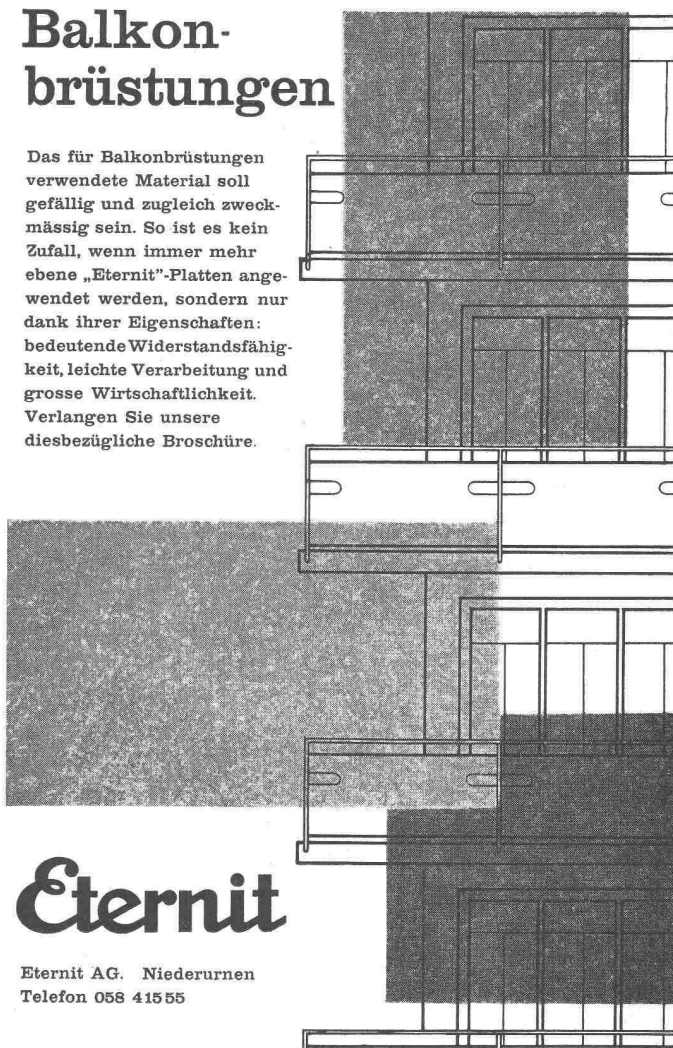 Balkon-
brüstungen
Das für Balkonbrüstungen
verwendete Material soll
gefällig und zugleich zweck-
mässig sein. So ist es kein
Zufall, wenn immer mehr
ebene „Eternit”-Platten ange-
wendet werden, sondern nur
dank ihrer Eigenschaften:
bedeutende Widerstandsfähig-
keit, leichte Verarbeitung und
grosse Wirtschaftlichkeit.
Verlangen Sie unsere
diesbezügliche Broschüre.
Eternit
Eternit AG. Niederurnen
Telefon 058 41555